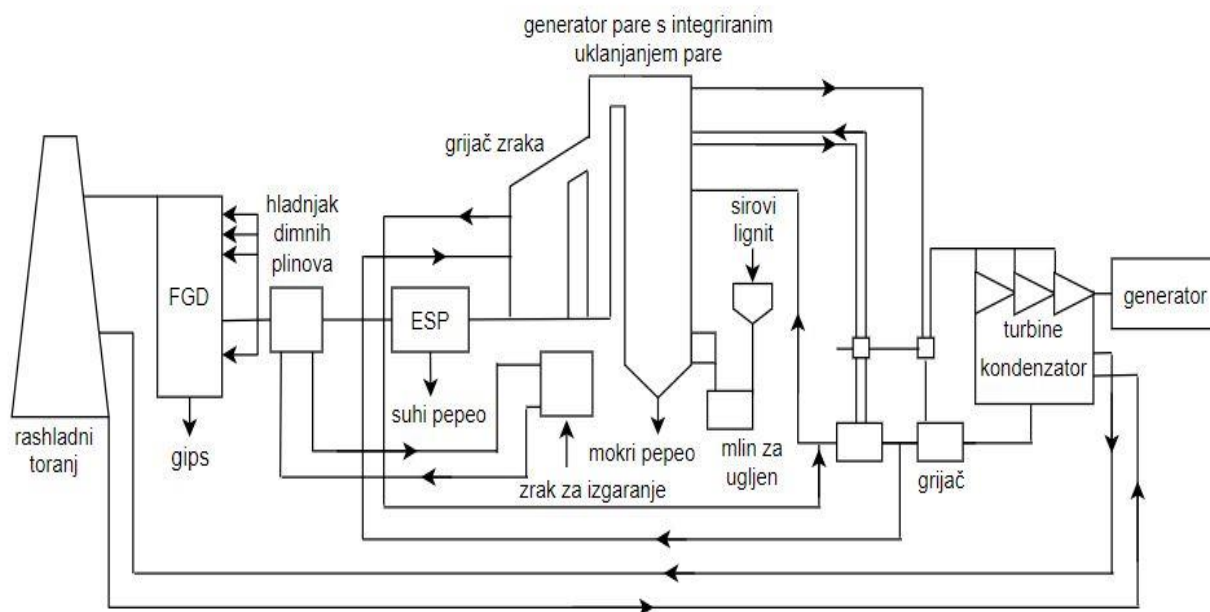 generator pare s integriranim
uklanjanjem pare
grijač zraka
sirovi
lignit
hladnjak
dimnih
plinova
FGD
ESP
generator
turbine
kondenzator
suhi pepeo
rashladni
toranj
gips
mokri pepeo
mlin za
ugljen
grijač
zrak za izgaranje